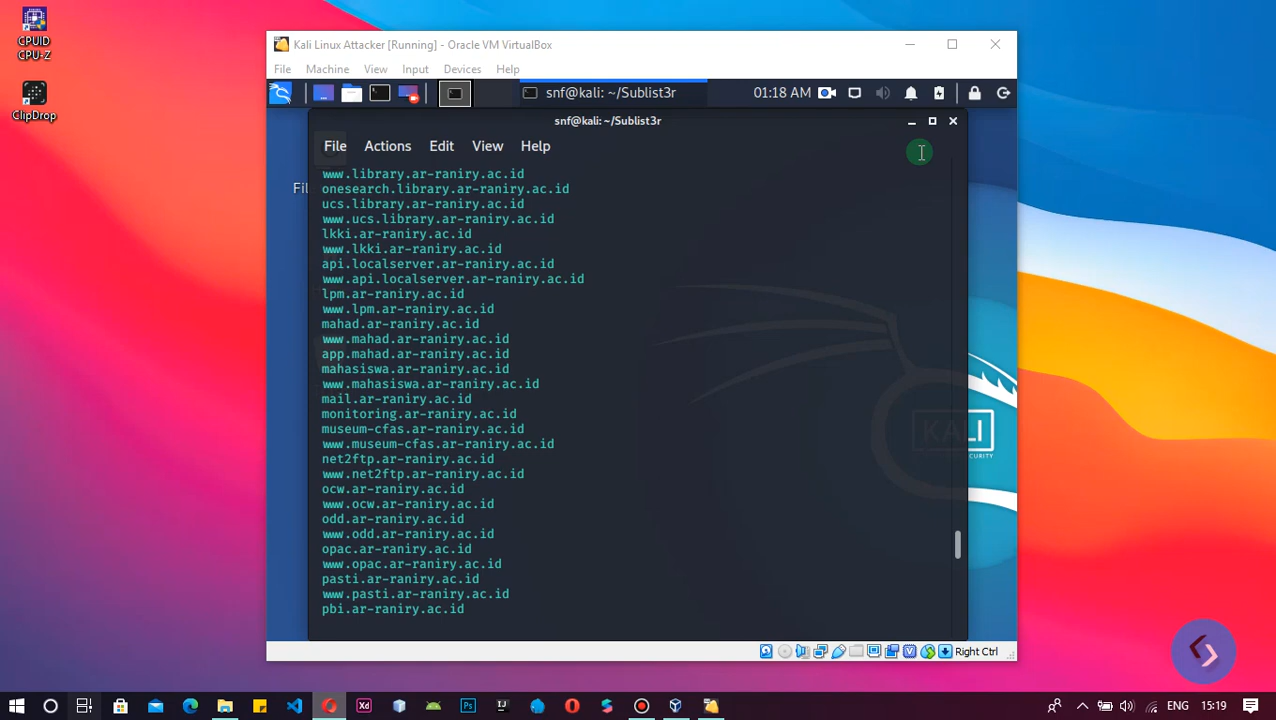 CPUID
CPU-Z
ClipDrop
Kali Linux Attacker [Running] - Oracle VM VirtualBox
File Machine View Input Devices Help
snf@kali: ~/Sublist3r
01:18 AM
snf@kali: ~/Sublist3r
File Actions Edit View Help
Fil
www.library.ar-raniry.ac.id
onesearch.library.ar-raniry.ac.id
ucs.library.ar-raniry.ac.id
www.ucs.library.ar-raniry.ac.id
lkki.ar-raniry.ac.id
www.lkki.ar-raniry.ac.id
api.localserver.ar-raniry.ac.id
www.api.localserver.ar-raniry.ac.id
lpm.ar-raniry.ac.id
www.lpm.ar-raniry.ac.id
mahad.ar-raniry.ac.id
www.mahad.ar-raniry.ac.id
app.mahad.ar-raniry.ac.id
mahasiswa.ar-raniry.ac.id
www.mahasiswa.ar-raniry.ac.id
mail.ar-raniry.ac.id
monitoring.ar-raniry.ac.id
museum-cfas.ar-raniry.ac.id
www.museum-cfas.ar-raniry.ac.id
net2ftp.ar-raniry.ac.id
www.net2ftp.ar-raniry.ac.id
ocw.ar-raniry.ac.id
www.ocw.ar-raniry.ac.id
odd.ar-raniry.ac.id
www.odd.ar-raniry.ac.id
opac.ar-raniry.ac.id
www.opac.ar-raniry.ac.id
pasti.ar-raniry.ac.id
www.pasti.ar-raniry.ac.id
pbi.ar-raniry.ac.id
KALI
Right Ctrl
Xd
Ps
IJ
ENG
15:19